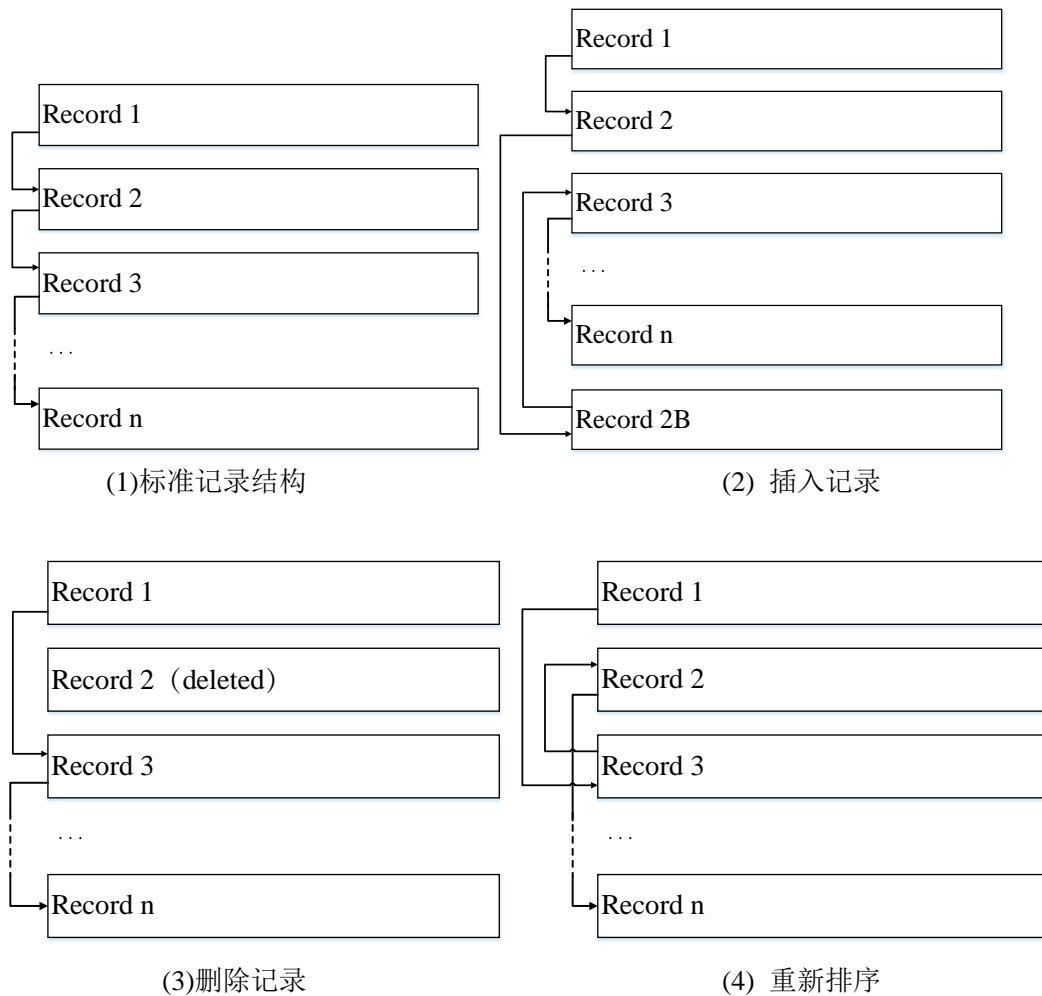 Record 1
Record 2
Record 3
...
Record n
(1)标准记录结构
Record 1
Record 2
Record 3
...
Record n
Record 2B
(2) 插入记录
Record 1
Record 2（deleted）
Record 3
...
Record n
(3)删除记录
Record 1
Record 2
Record 3
...
Record n
(4) 重新排序